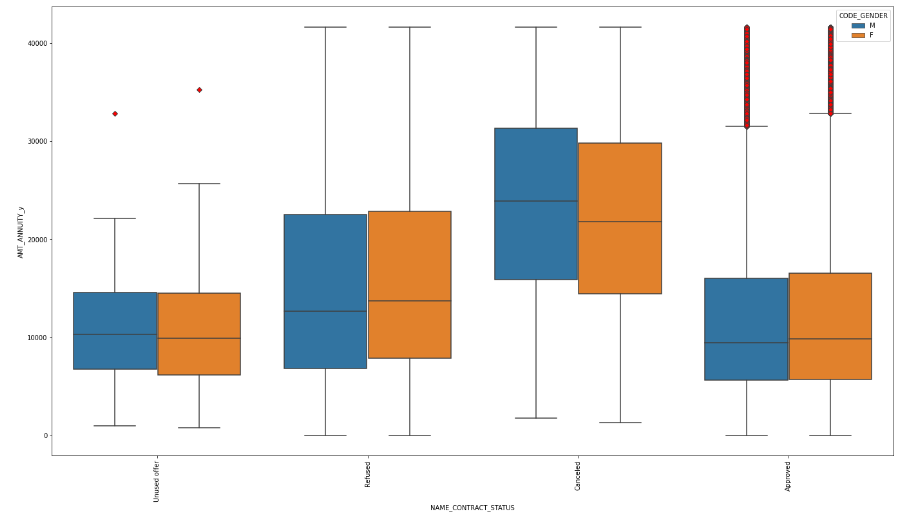 CODE_GENDER
M
F
40000
30000
20000
10000
0
AMT_ANNUITY_y
Unused offer
Refused
Canceled
Approved
NAME_CONTRACT_STATUS